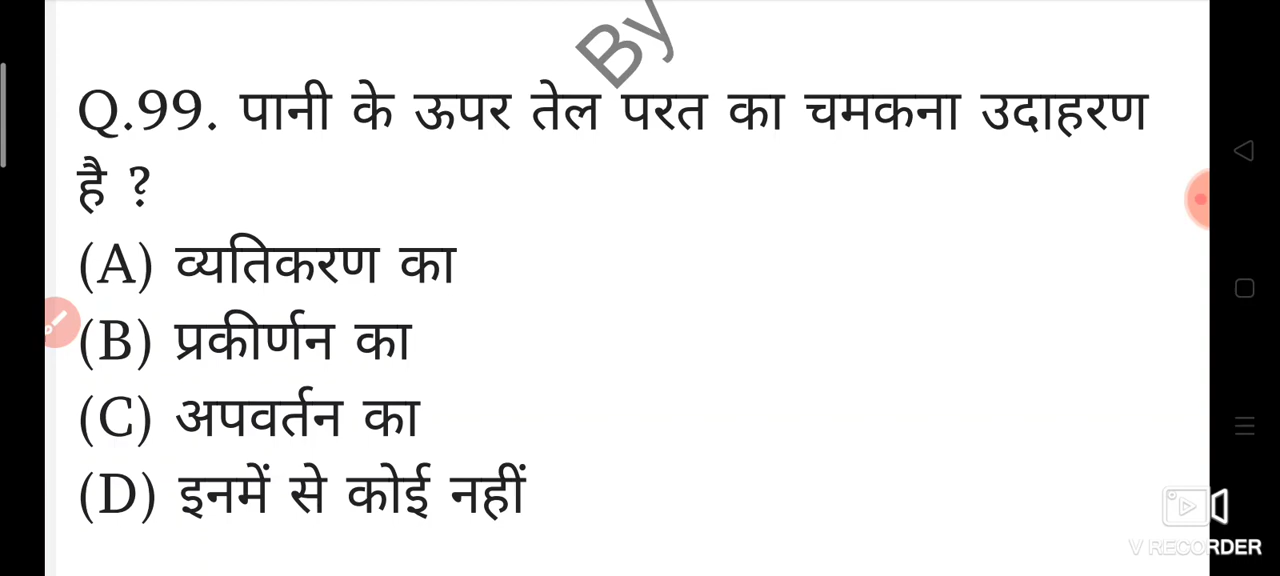 By
Q.99. पानी के ऊपर तेल परत का चमकना उदाहरण
है ?
(A) व्यतिकरण का
(B) प्रकीर्णन का
(C) अपवर्तन का
(D) इनमें से कोई नहीं
V RECORDER